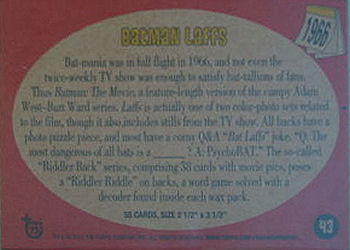 BATMAN LAFFS
1966
Bat-mania was in full flight in 1966, and not even the
twice-weekly TV show was enough to satisfy bat-tallions of fans.
Thus Batman: The Movie, a feature-length version of the campy Adam
West–Burt Ward series. Laffs is actually one of two color-photo sets related
to the film, though it also includes stills from the TV show. All backs have a
photo puzzle piece, and most have a corny Q&A "Bat Laffs" joke. "Q: The
most dangerous of all bats is a ______? A: PsychoBAT." The so-called
"Riddler Back" series, comprising 38 cards with movie pics, poses
a "Riddler Riddle" on backs, a word game solved with a
decoder found inside each wax pack.
55 CARDS, SIZE 2 1/2" x 3 1/2"
43